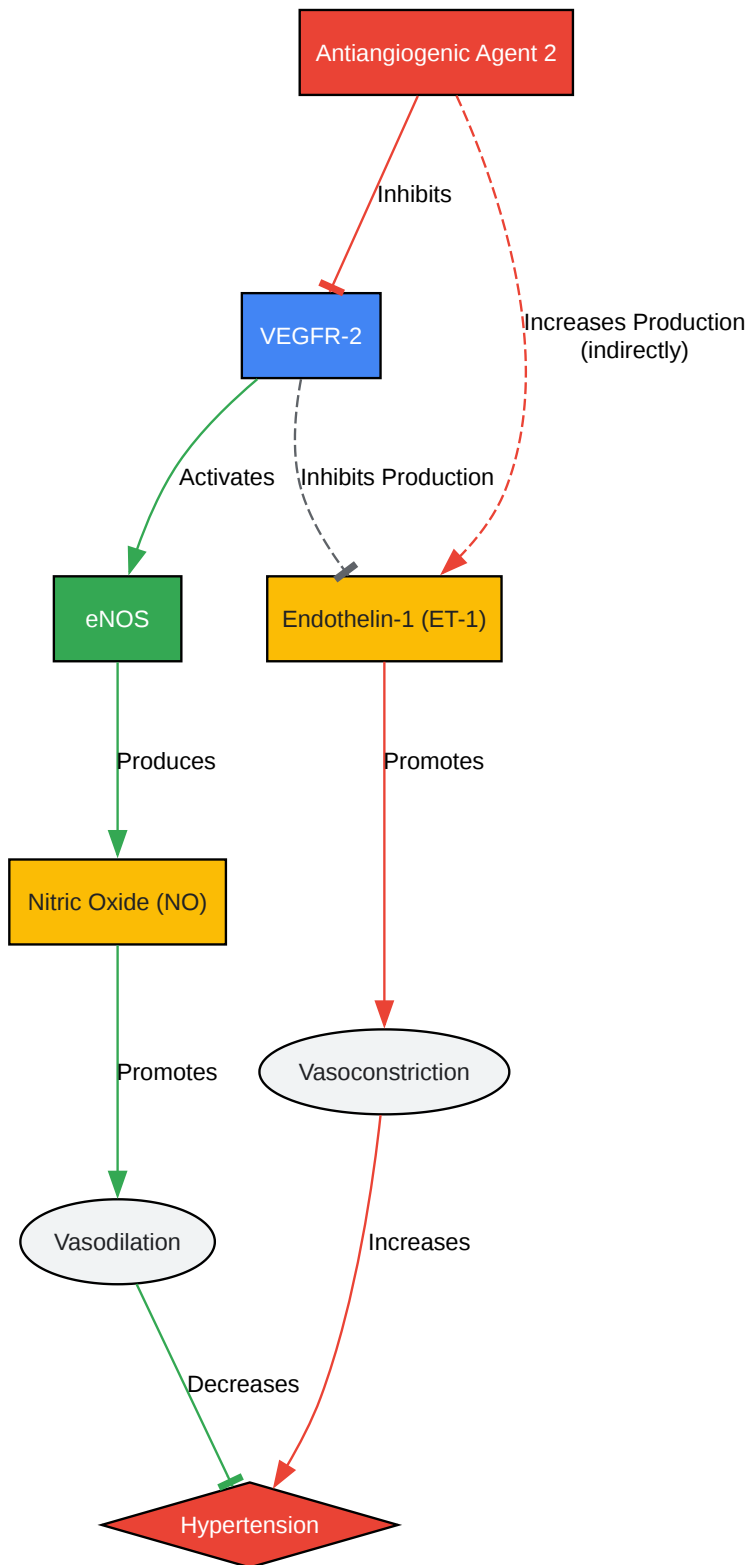 Antiangiogenic Agent 2
Inhibits
Increases Production
(indirectly)
VEGFR-2
Activates
Inhibits Production
eNOS
Endothelin-1 (ET-1)
Produces
Promotes
Nitric Oxide (NO)
Promotes
Vasoconstriction
Vasodilation
Increases
Decreases
Hypertension